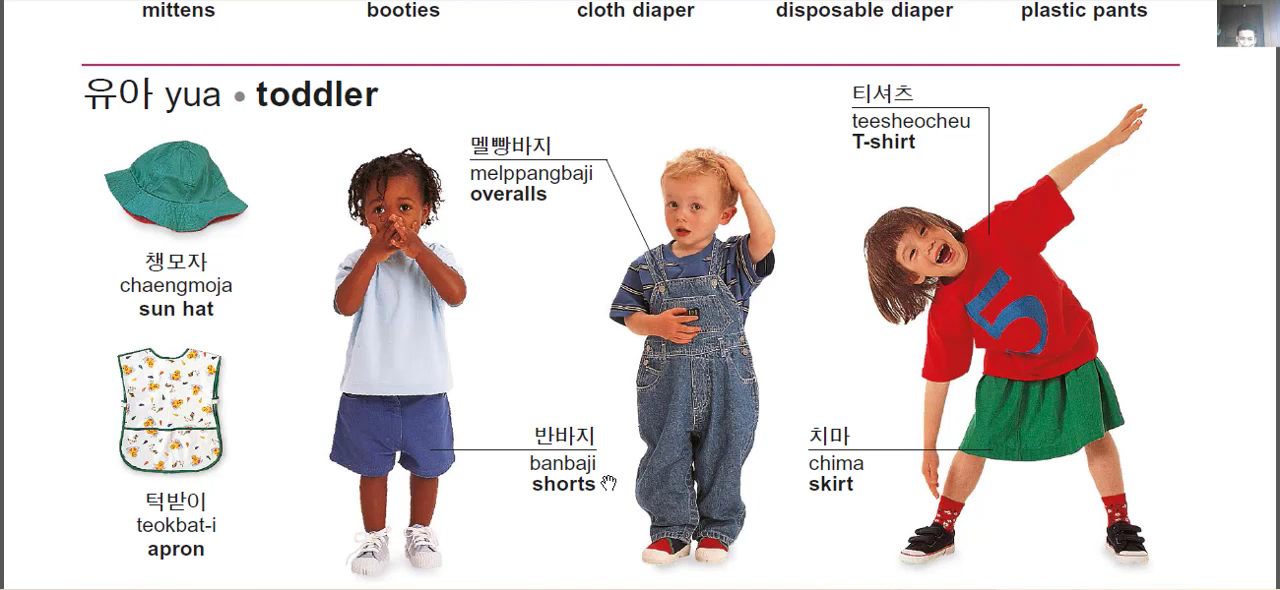 mittens
booties
cloth diaper
disposable diaper
plastic pants
유아 yua • toddler
챙모자
chaengmoja
sun hat
턱받이
teokbat-i
apron
멜빵바지
melppangbaji
overalls
반바지
banbaji
shorts
티셔츠
teesheocheu
T-shirt
5
치마
chima
skirt